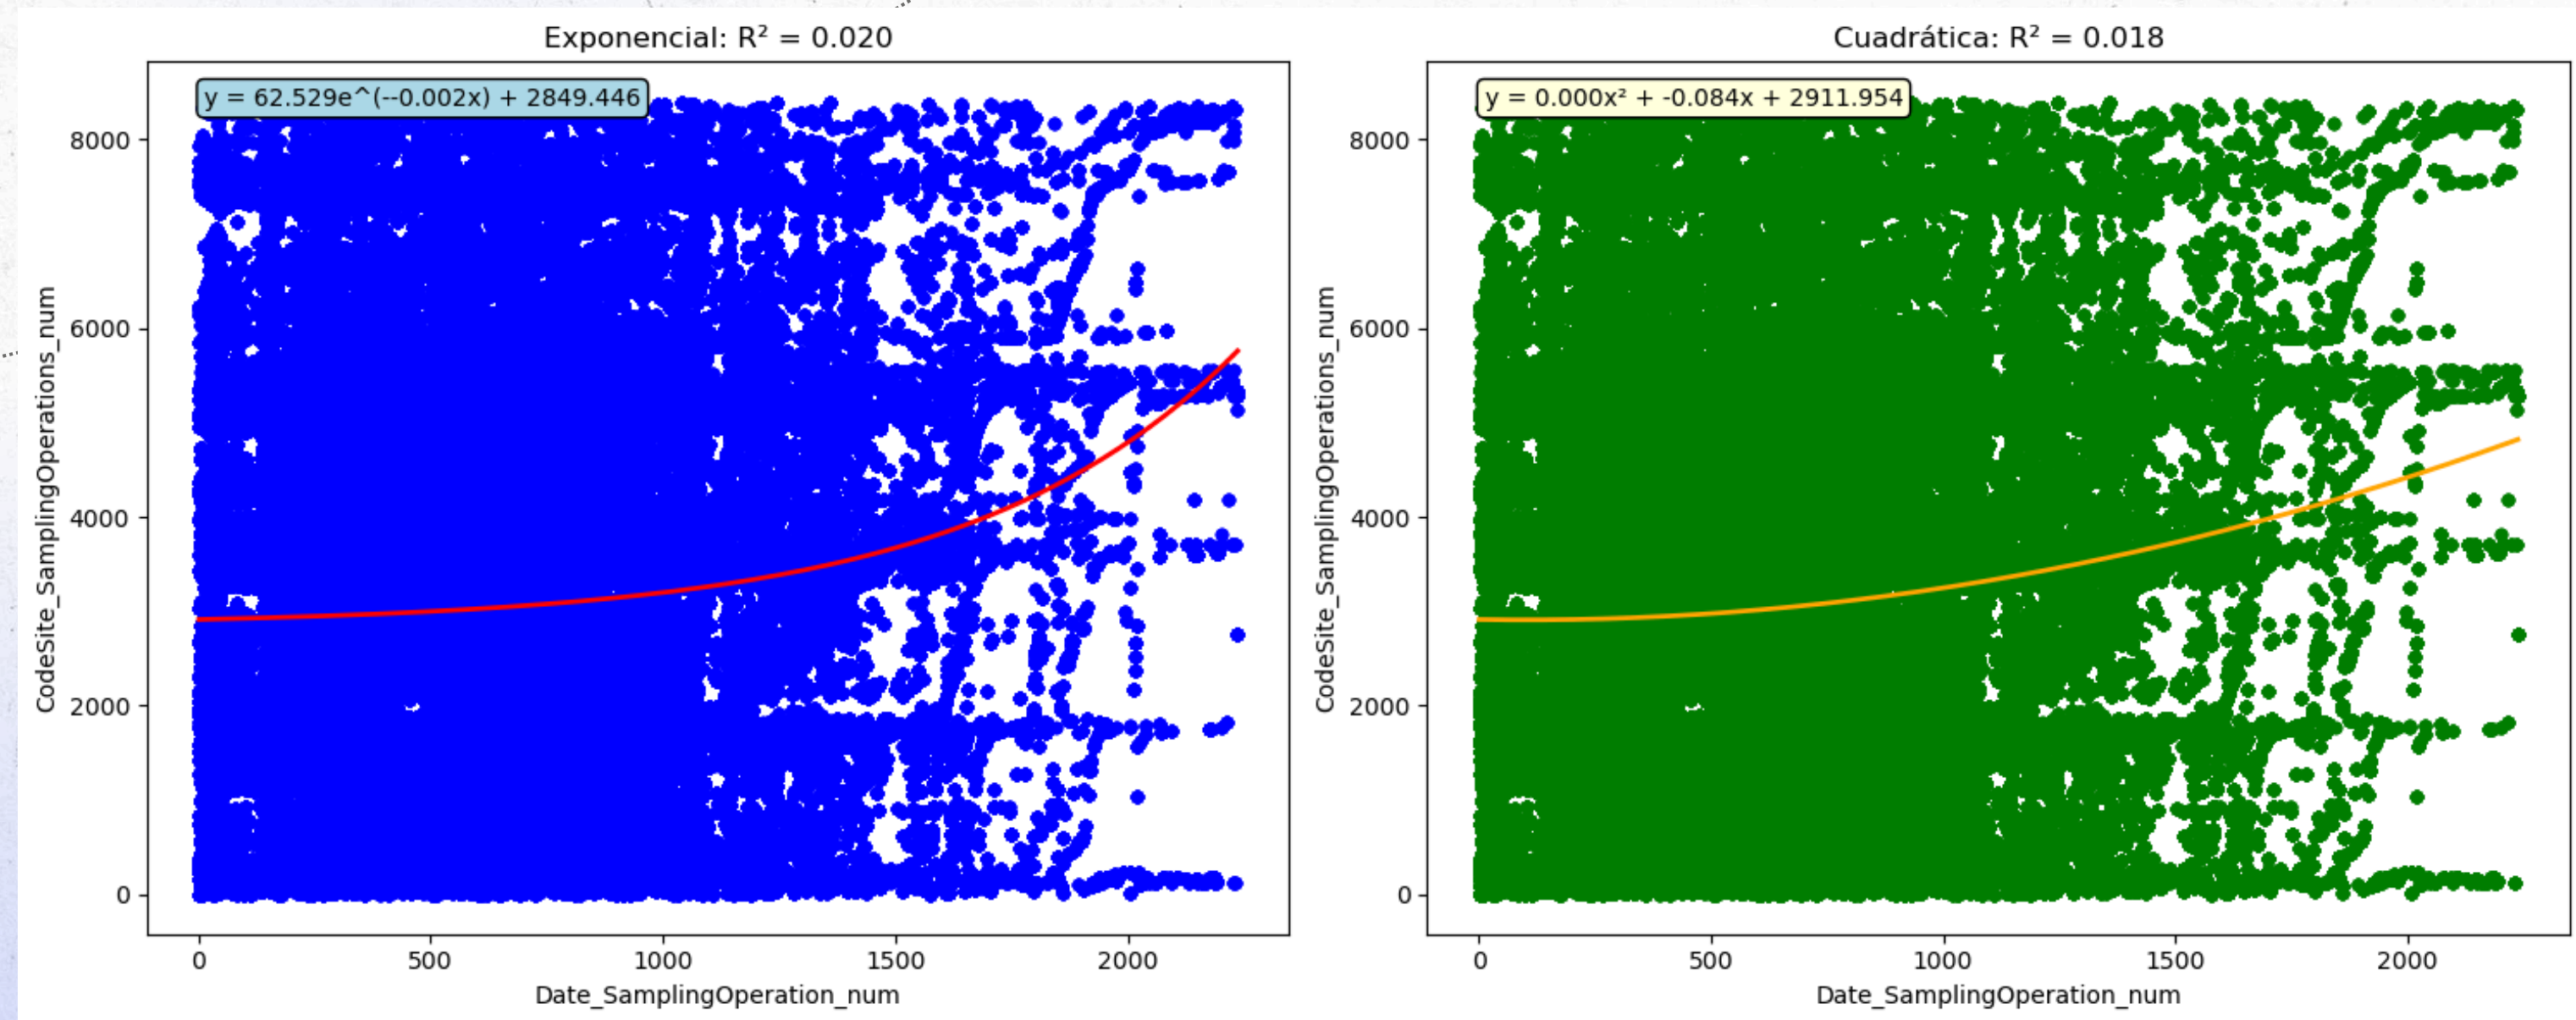 Exponencial: R² = 0.020
y = 62.529e^(--0.002x) + 2849.446
8000
6000
4000
2000
0
CodeSite_SamplingOperations_num
0 500 1000 1500 2000
Date_SamplingOperation_num
Cuadrática: R² = 0.018
y = 0.000x² + -0.084x + 2911.954
8000
6000
4000
2000
0
CodeSite_SamplingOperations_num
0 500 1000 1500 2000
Date_SamplingOperation_num